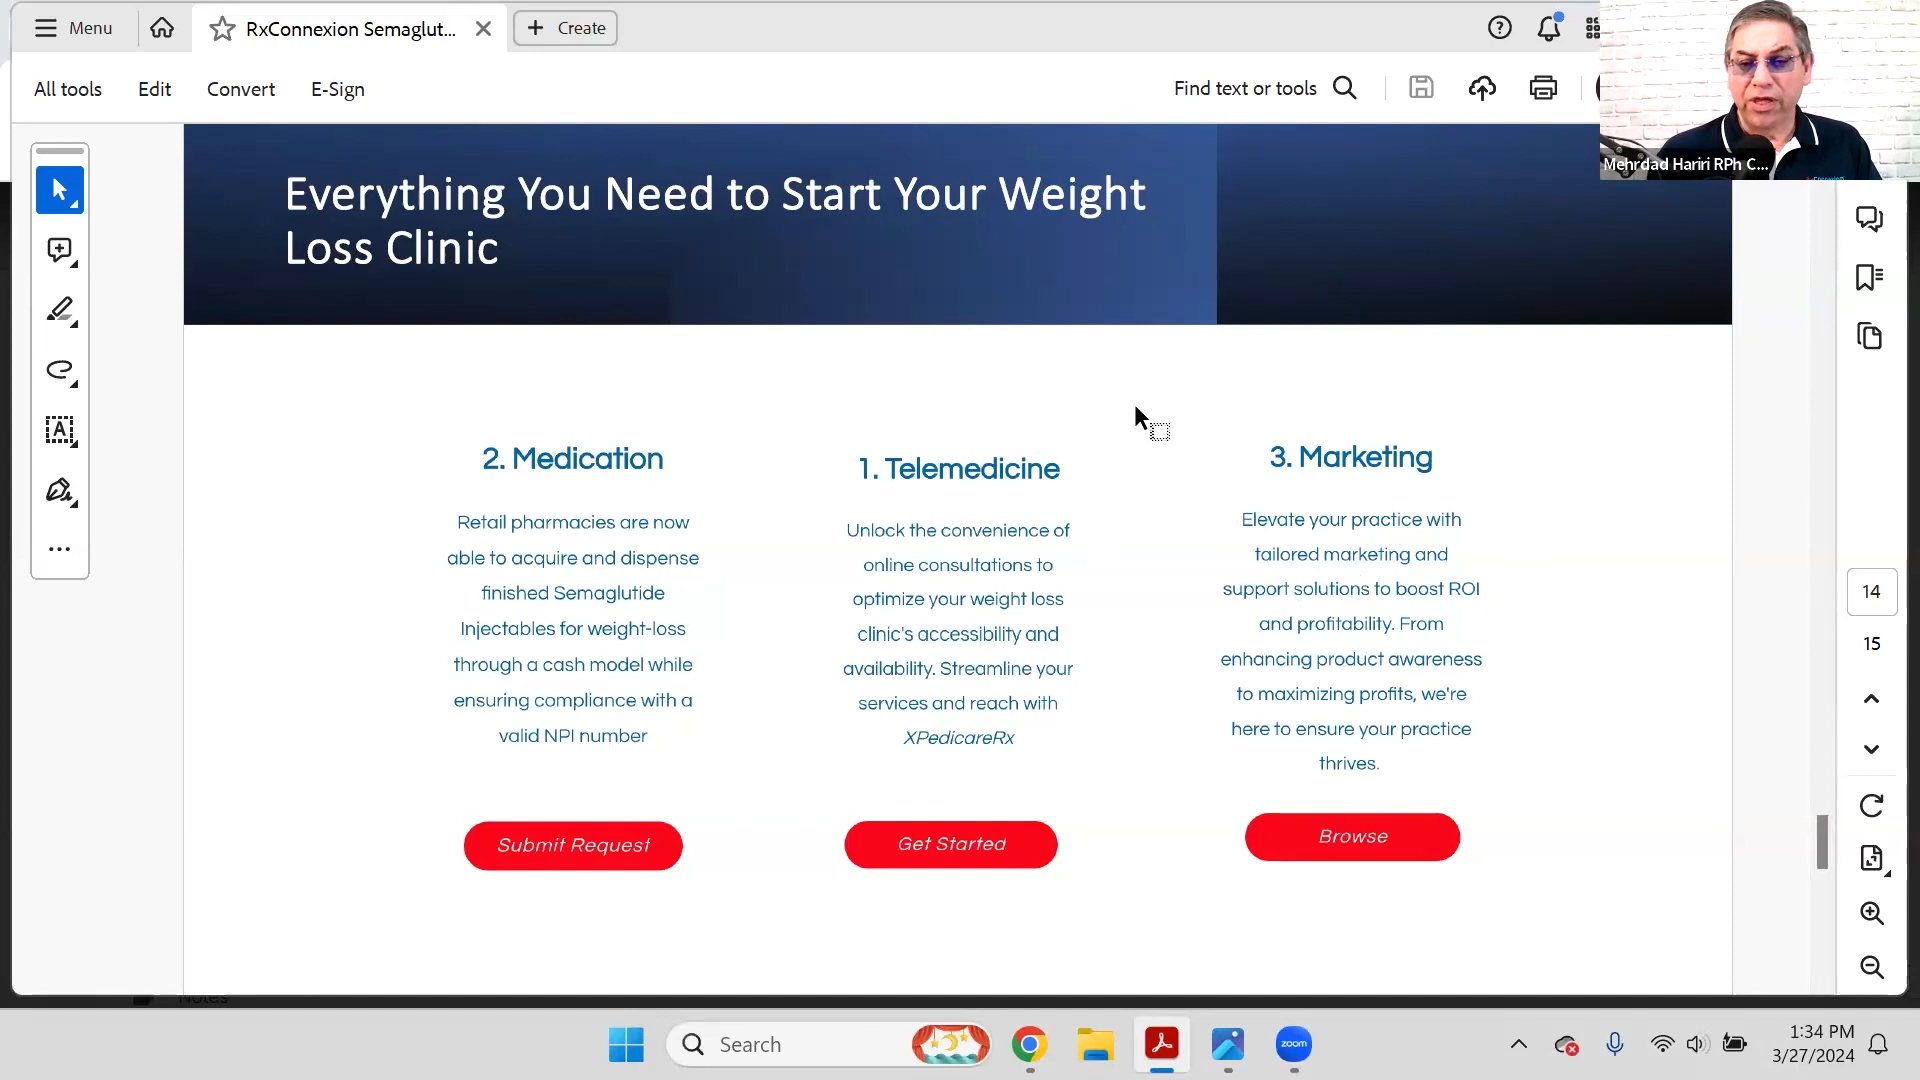 Menu
RxConnexion Semaglut...
Create
All tools
Edit
Convert
E-Sign
Find text or tools
Mehrdad Hariri RPh C...
Everything You Need to Start Your Weight
Loss Clinic
2. Medication
Retail pharmacies are now
able to acquire and dispense
finished Semaglutide
Injectables for weight-loss
through a cash model while
ensuring compliance with a
valid NPI number
Submit Request
1. Telemedicine
Unlock the convenience of
online consultations to
optimize your weight loss
clinic's accessibility and
availability. Streamline your
services and reach with
XPedicareRx
Get Started
3. Marketing
Elevate your practice with
tailored marketing and
support solutions to boost ROI
and profitability. From
enhancing product awareness
to maximizing profits, we're
here to ensure your practice
thrives.
Browse
14
15
Notes
Search
zoom
1:34 PM
3/27/2024